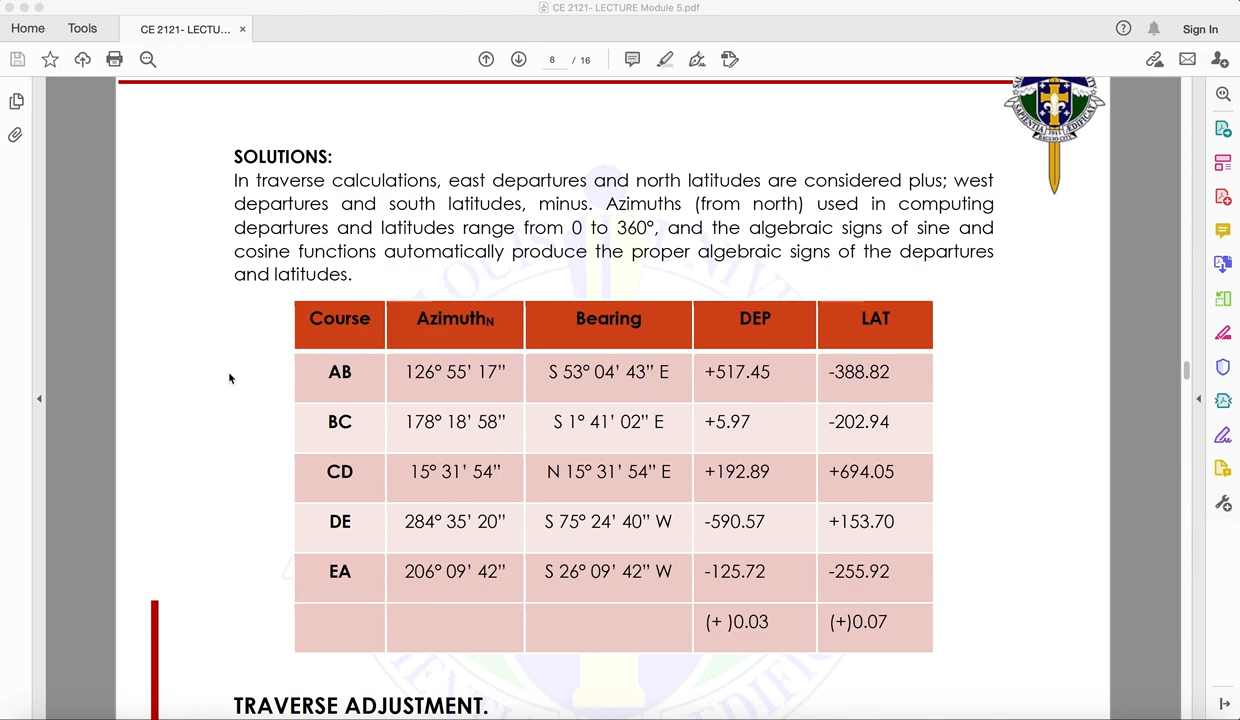 CE 2121- LECTURE Module 5.pdf
Home Tools CE 2121- LECTU... × Sign In
8 / 16
SOLUTIONS:
In traverse calculations, east departures and north latitudes are considered plus; west
departures and south latitudes, minus. Azimuths (from north) used in computing
departures and latitudes range from 0 to 360°, and the algebraic signs of sine and
cosine functions automatically produce the proper algebraic signs of the departures
and latitudes.
Course AzimuthN Bearing DEP LAT
AB 126° 55' 17" S 53° 04' 43" E +517.45 -388.82
BC 178° 18' 58" S 1° 41' 02" E +5.97 -202.94
CD 15° 31' 54" N 15° 31' 54" E +192.89 +694.05
DE 284° 35' 20" S 75° 24' 40" W -590.57 +153.70
EA 206° 09' 42" S 26° 09' 42" W -125.72 -255.92
(+ )0.03 (+)0.07
TRAVERSE ADJUSTMENT.